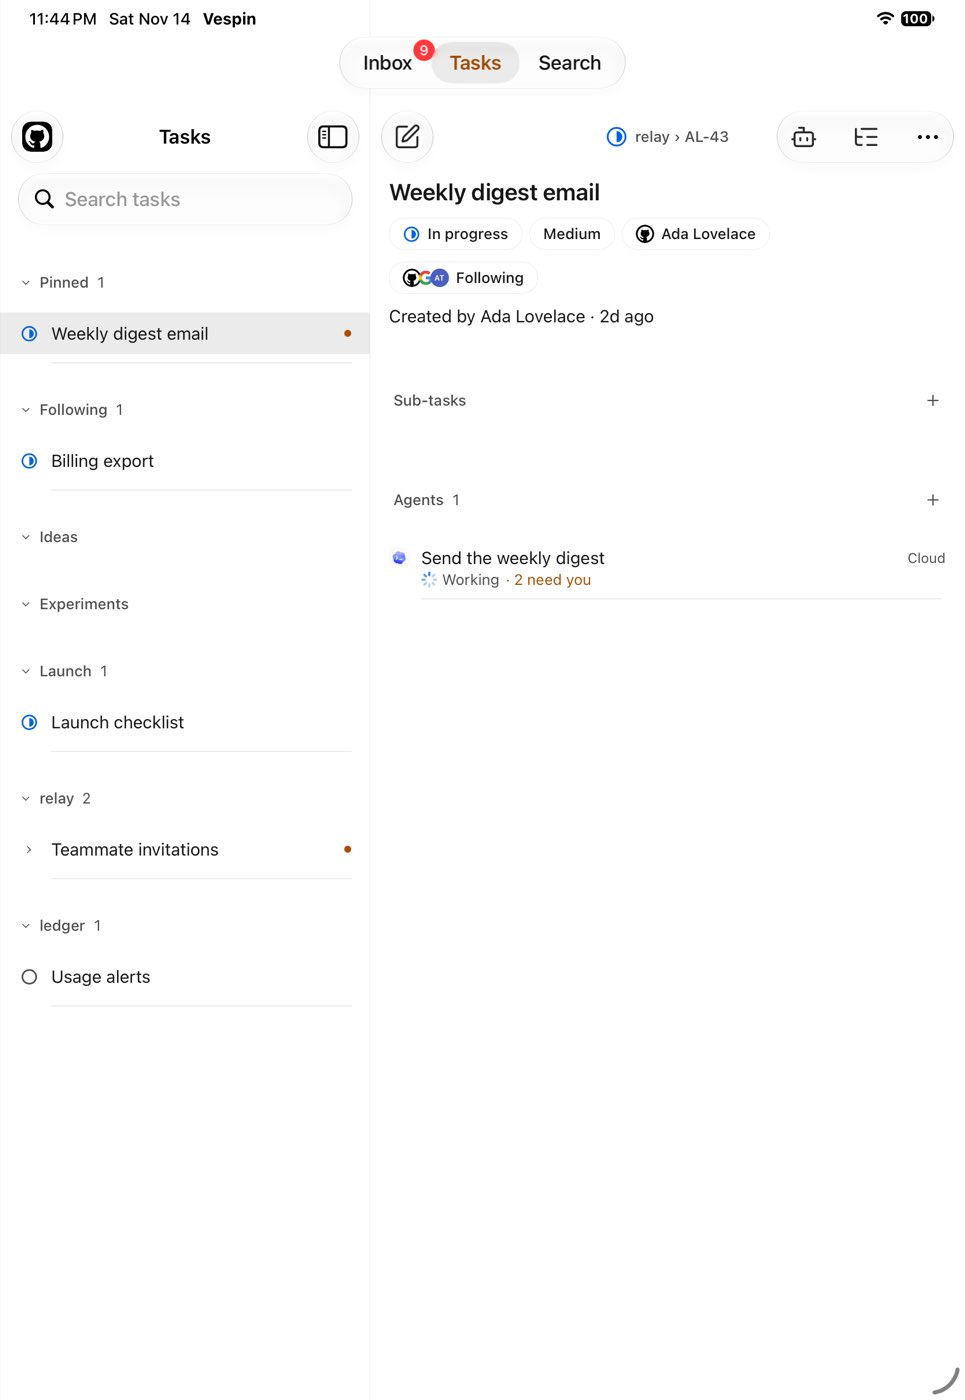 11:44 PM Sat Nov 14 Vespin
100
Inbox 9 Tasks Search
Tasks
relay › AL-43
Search tasks
Pinned 1
Weekly digest email
Following 1
Billing export
Ideas
Experiments
Launch 1
Launch checklist
relay 2
Teammate invitations
ledger 1
Usage alerts
Weekly digest email
In progress Medium Ada Lovelace
AT Following
Created by Ada Lovelace · 2d ago
Sub-tasks
Agents 1
Send the weekly digest Cloud
Working · 2 need you